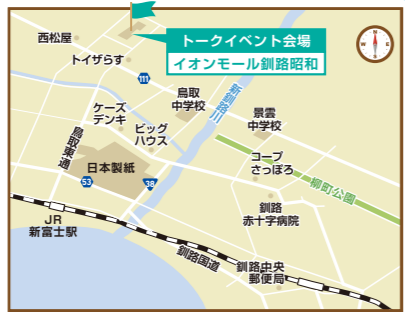 トークイベント会場
イオンモール釧路昭和
N
W
E
S
西松屋
トイザらす
111
鳥取
中学校
新釧路川
景雲
中学校
ケーズ
デンキ
ビッグ
ハウス
鳥取東通
コープ
さっぽろ
日本製紙
柳町公園
53
38
釧路
赤十字病院
JR
新富士駅
釧路国道
釧路中央
郵便局